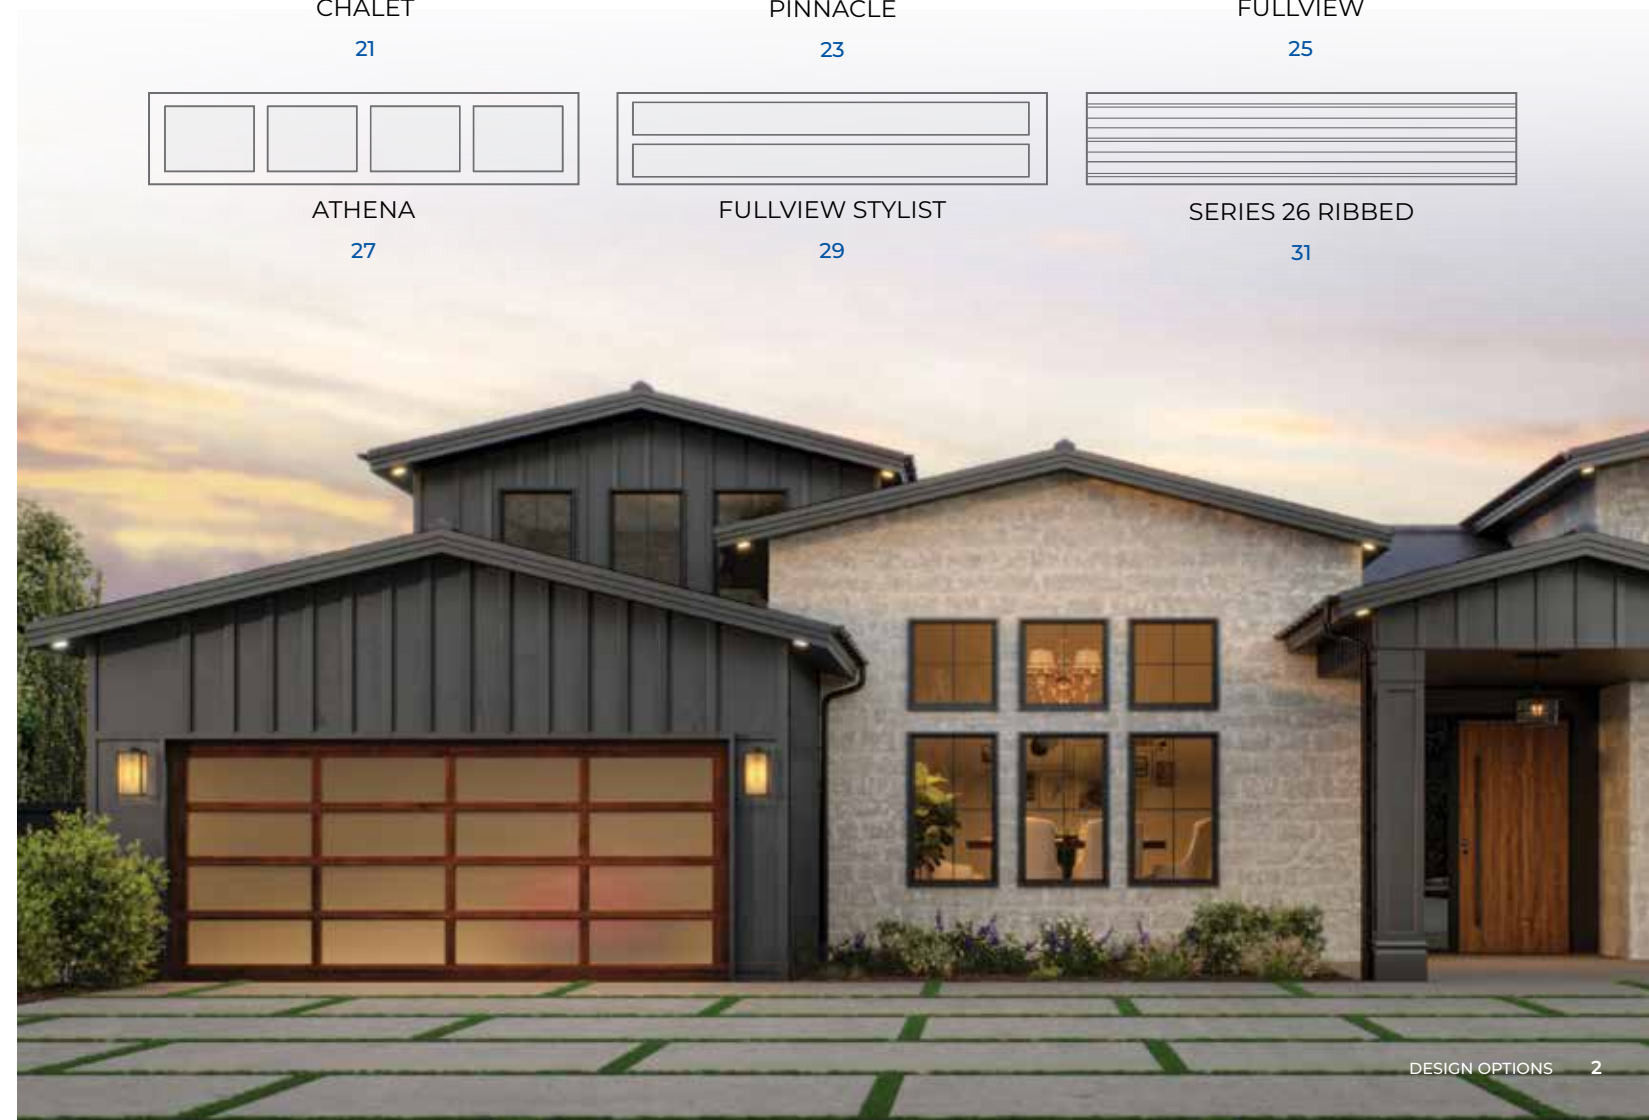 CHALET
PINNACLE
FULLVIEW
21
23
25
ATHENA
FULLVIEW STYLIST
SERIES 26 RIBBED
27
29
31
DESIGN OPTIONS 2